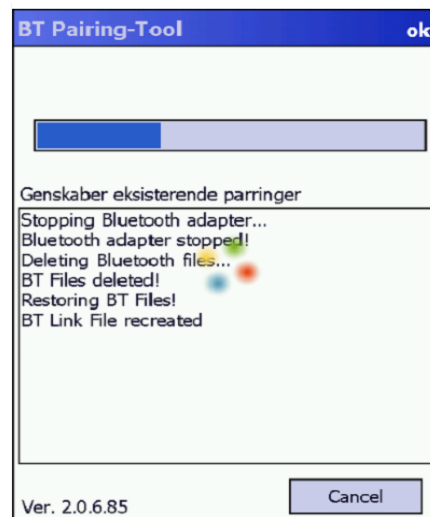 BT Pairing-Tool ok
Genskaber eksisterende parringer
Stopping Bluetooth adapter...
Bluetooth adapter stopped!
Deleting Bluetooth files...
BT Files deleted!
Restoring BT Files!
BT Link File recreated
Ver. 2.0.6.85
Cancel